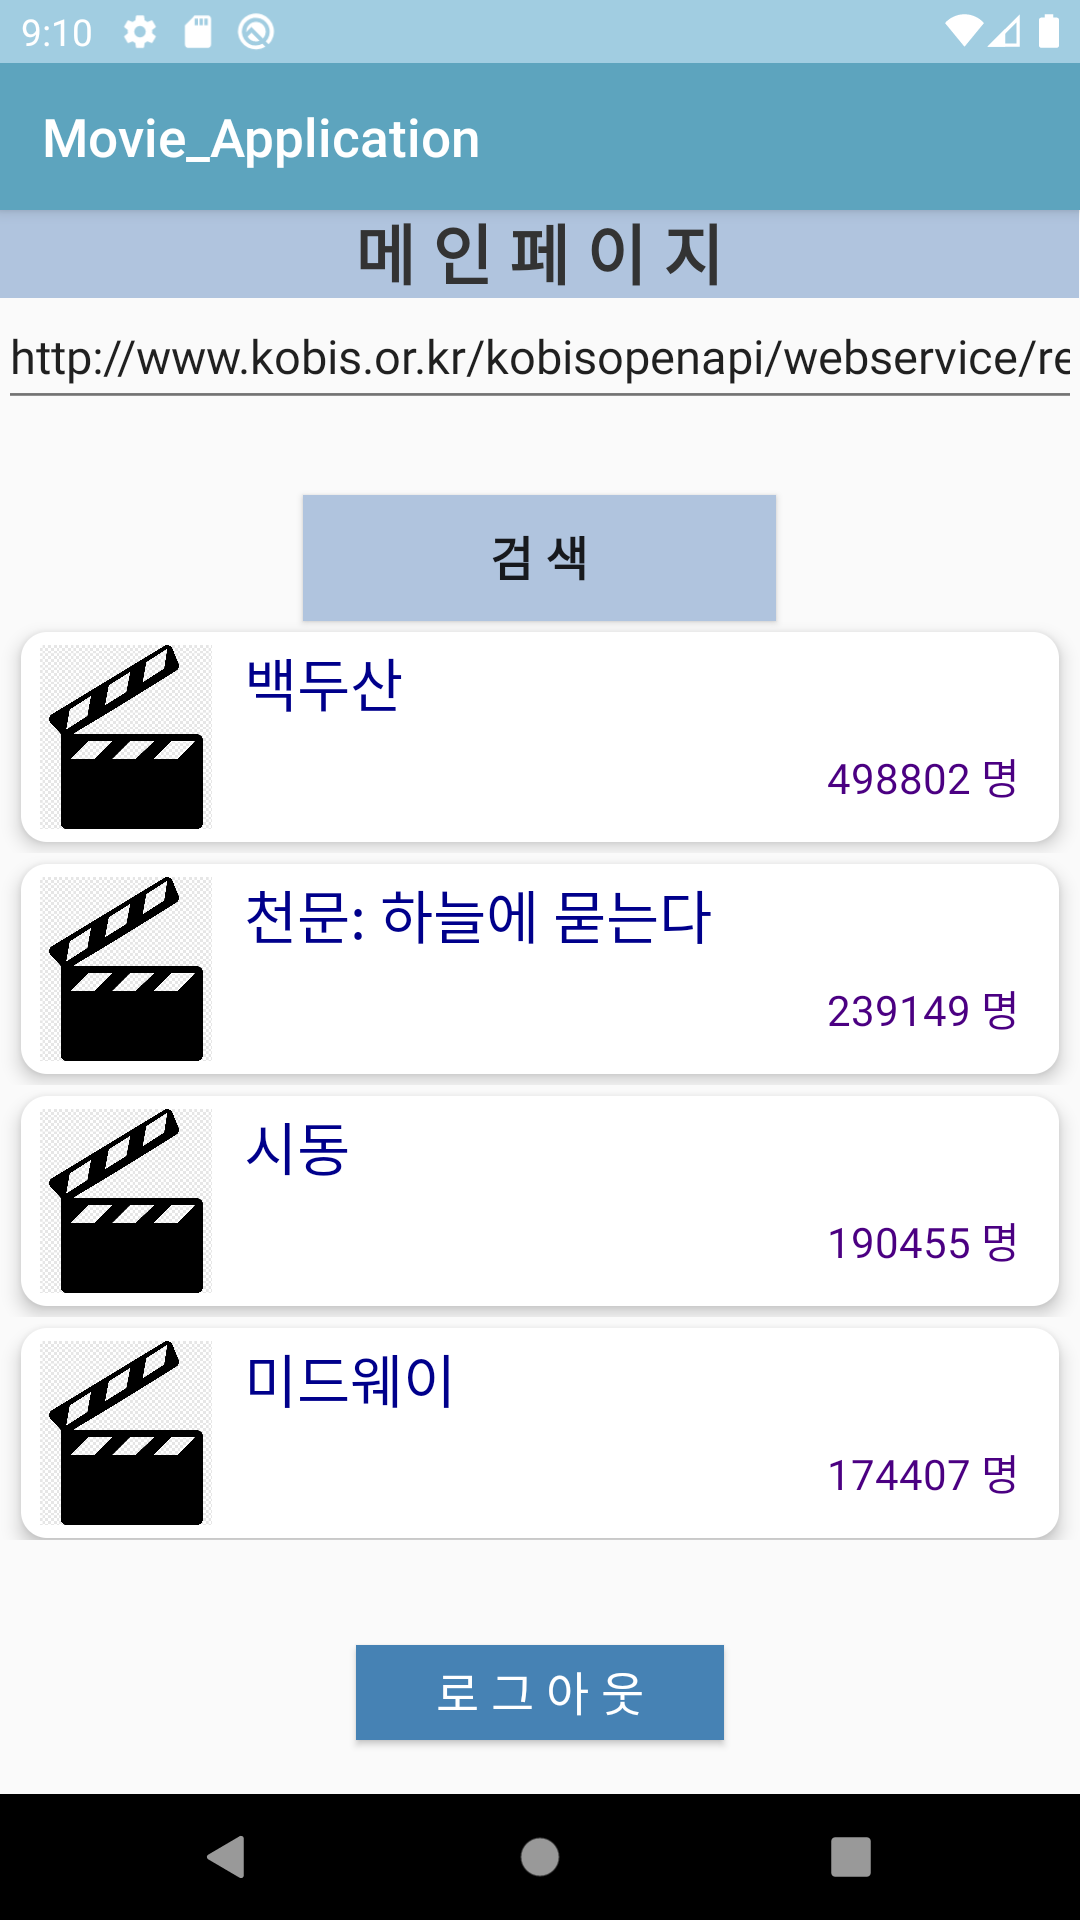 9:10
Movie_Application
메 인 페 이 지
http://www.kobis.or.kr/kobisopenapi/webservice/re
검 색
백두산
498802 명
천문: 하늘에 묻는다
239149 명
시동
190455 명
미드웨이
174407 명
로 그 아 웃